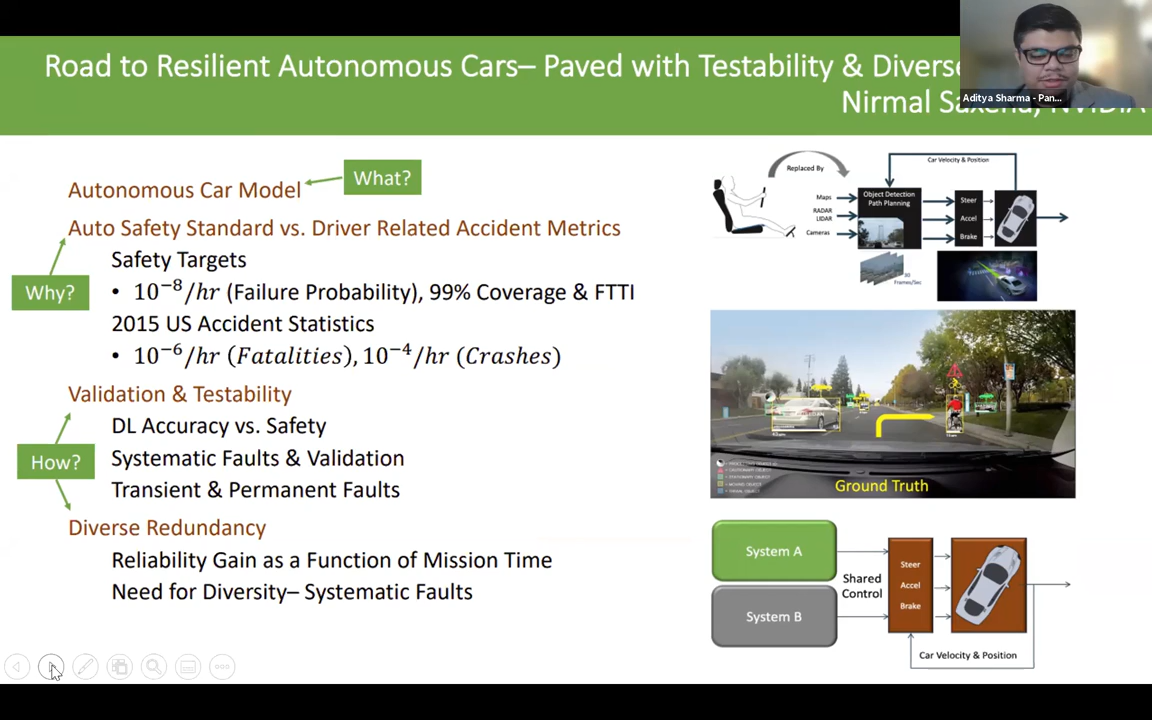 Road to Resilient Autonomous Cars– Paved with Testability & Diverse
Nirmal Saxena, NVIDIA
Aditya Sharma - Pan...
What?
Autonomous Car Model
Auto Safety Standard vs. Driver Related Accident Metrics
Why?
Safety Targets
• 10⁻⁸/hr (Failure Probability), 99% Coverage & FTTI
2015 US Accident Statistics
• 10⁻⁶/hr (Fatalities), 10⁻⁴/hr (Crashes)
Validation & Testability
How?
DL Accuracy vs. Safety
Systematic Faults & Validation
Transient & Permanent Faults
Diverse Redundancy
Reliability Gain as a Function of Mission Time
Need for Diversity– Systematic Faults
Replaced By
Car Velocity & Position
Maps
RADAR
LIDAR
Cameras
Object Detection
Path Planning
Steer
Accel
Brake
30
Frames/Sec
Ground Truth
System A
System B
Shared
Control
Steer
Accel
Brake
Car Velocity & Position